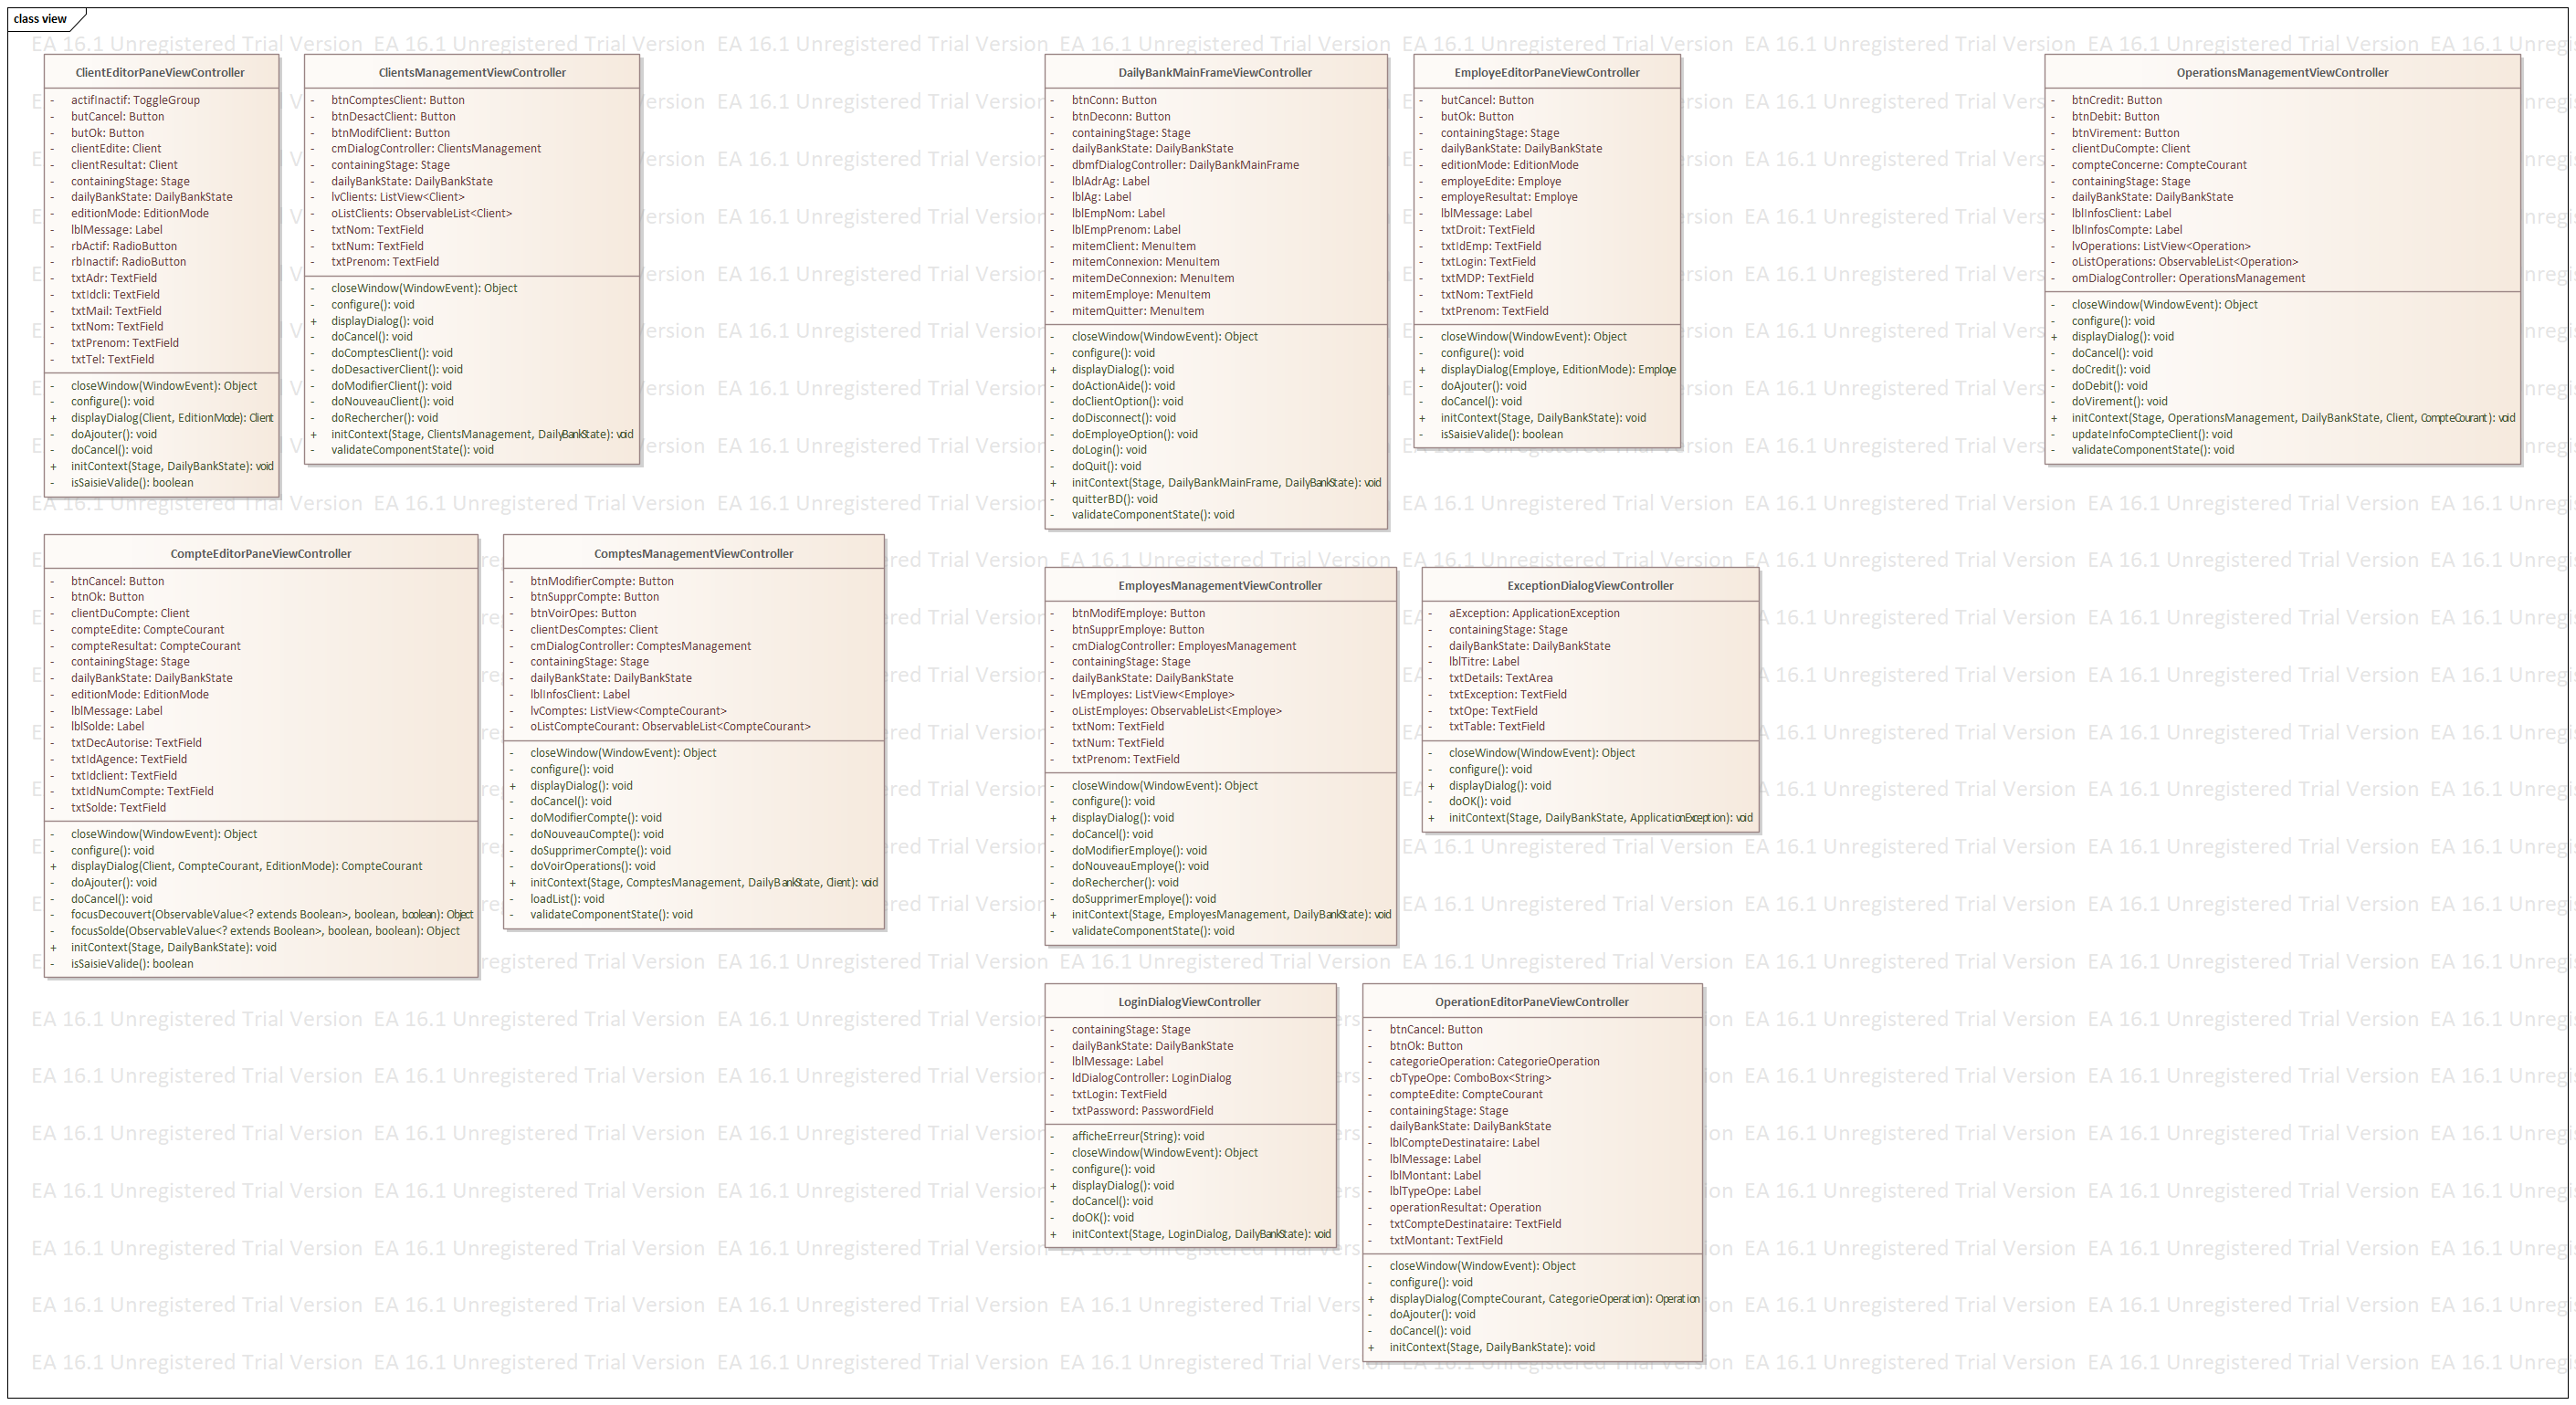 class view
ClientEditorPaneViewController
- actifInactif: ToggleGroup
- butCancel: Button
- butOk: Button
- clientEdite: Client
- clientResultat: Client
- containingStage: Stage
- dailyBankState: DailyBankState
- editionMode: EditionMode
- lblMessage: Label
- rbActif: RadioButton
- rbInactif: RadioButton
- txtAdr: TextField
- txtIdcli: TextField
- txtMail: TextField
- txtNom: TextField
- txtPrenom: TextField
- txtTel: TextField
- closeWindow(WindowEvent): Object
- configure(): void
+ displayDialog(Client, EditionMode): Client
- doAjouter(): void
- doCancel(): void
+ initContext(Stage, DailyBankState): void
- isSaisieValide(): boolean
ClientsManagementViewController
- btnComptesClient: Button
- btnDesactClient: Button
- btnModifClient: Button
- cmDialogController: ClientsManagement
- containingStage: Stage
- dailyBankState: DailyBankState
- lvClients: ListView<Client>
- oListClients: ObservableList<Client>
- txtNom: TextField
- txtNum: TextField
- txtPrenom: TextField
- closeWindow(WindowEvent): Object
- configure(): void
+ displayDialog(): void
- doCancel(): void
- doComptesClient(): void
- doDesactiverClient(): void
- doModifierClient(): void
- doNouveauClient(): void
- doRechercher(): void
+ initContext(Stage, ClientsManagement, DailyBankState): void
- validateComponentState(): void
DailyBankMainFrameViewController
- btnConn: Button
- btnDeconn: Button
- containingStage: Stage
- dailyBankState: DailyBankState
- dbmfDialogController: DailyBankMainFrame
- lblAdrAg: Label
- lblAg: Label
- lblEmpNom: Label
- lblEmpPrenom: Label
- mitemClient: MenuItem
- mitemConnexion: MenuItem
- mitemDeConnexion: MenuItem
- mitemEmploye: MenuItem
- mitemQuitter: MenuItem
- closeWindow(WindowEvent): Object
- configure(): void
+ displayDialog(): void
- doActionAide(): void
- doClientOption(): void
- doDisconnect(): void
- doEmployeOption(): void
- doLogin(): void
- doQuit(): void
+ initContext(Stage, DailyBankMainFrame, DailyBankState): void
- quitterBD(): void
- validateComponentState(): void
EmployeEditorPaneViewController
- butCancel: Button
- butOk: Button
- containingStage: Stage
- dailyBankState: DailyBankState
- editionMode: EditionMode
- employeEdite: Employe
- employeResultat: Employe
- lblMessage: Label
- txtDroit: TextField
- txtIdEmp: TextField
- txtLogin: TextField
- txtMDP: TextField
- txtNom: TextField
- txtPrenom: TextField
- closeWindow(WindowEvent): Object
- configure(): void
+ displayDialog(Employe, EditionMode): Employe
- doAjouter(): void
- doCancel(): void
+ initContext(Stage, DailyBankState): void
- isSaisieValide(): boolean
OperationsManagementViewController
- btnCredit: Button
- btnDebit: Button
- btnVirement: Button
- clientDuCompte: Client
- compteConcerne: CompteCourant
- containingStage: Stage
- dailyBankState: DailyBankState
- lblInfosClient: Label
- lblInfosCompte: Label
- lvOperations: ListView<Operation>
- oListOperations: ObservableList<Operation>
- omDialogController: OperationsManagement
- closeWindow(WindowEvent): Object
- configure(): void
+ displayDialog(): void
- doCancel(): void
- doCredit(): void
- doDebit(): void
- doVirement(): void
+ initContext(Stage, OperationsManagement, DailyBankState, Client, CompteCourant): void
- updateInfoCompteClient(): void
- validateComponentState(): void
CompteEditorPaneViewController
- btnCancel: Button
- btnOk: Button
- clientDuCompte: Client
- compteEdite: CompteCourant
- compteResultat: CompteCourant
- containingStage: Stage
- dailyBankState: DailyBankState
- editionMode: EditionMode
- lblMessage: Label
- lblSolde: Label
- txtDecAutorise: TextField
- txtIdAgence: TextField
- txtIdclient: TextField
- txtIdNumCompte: TextField
- txtSolde: TextField
- closeWindow(WindowEvent): Object
- configure(): void
+ displayDialog(Client, CompteCourant, EditionMode): CompteCourant
- doAjouter(): void
- doCancel(): void
- focusDecouvert(ObservableValue<? extends Boolean>, boolean, boolean): Object
- focusSolde(ObservableValue<? extends Boolean>, boolean, boolean): Object
+ initContext(Stage, DailyBankState): void
- isSaisieValide(): boolean
ComptesManagementViewController
- btnModifierCompte: Button
- btnSupprCompte: Button
- btnVoirOpes: Button
- clientDesComptes: Client
- cmDialogController: ComptesManagement
- containingStage: Stage
- dailyBankState: DailyBankState
- lblInfosClient: Label
- lvComptes: ListView<CompteCourant>
- oListCompteCourant: ObservableList<CompteCourant>
- closeWindow(WindowEvent): Object
- configure(): void
+ displayDialog(): void
- doCancel(): void
- doModifierCompte(): void
- doNouveauCompte(): void
- doSupprimerCompte(): void
- doVoirOperations(): void
+ initContext(Stage, ComptesManagement, DailyBankState, Client): void
- loadList(): void
- validateComponentState(): void
EmployesManagementViewController
- btnModifEmploye: Button
- btnSupprEmploye: Button
- cmDialogController: EmployesManagement
- containingStage: Stage
- dailyBankState: DailyBankState
- lvEmployes: ListView<Employe>
- oListEmployes: ObservableList<Employe>
- txtNom: TextField
- txtNum: TextField
- txtPrenom: TextField
- closeWindow(WindowEvent): Object
- configure(): void
+ displayDialog(): void
- doCancel(): void
- doModifierEmploye(): void
- doNouveauEmploye(): void
- doRechercher(): void
- doSupprimerEmploye(): void
+ initContext(Stage, EmployesManagement, DailyBankState): void
- validateComponentState(): void
ExceptionDialogViewController
- aException: ApplicationException
- containingStage: Stage
- dailyBankState: DailyBankState
- lblTitre: Label
- txtDetails: TextArea
- txtException: TextField
- txtOpe: TextField
- txtTable: TextField
- closeWindow(WindowEvent): Object
- configure(): void
+ displayDialog(): void
- doOK(): void
+ initContext(Stage, DailyBankState, ApplicationException): void
LoginDialogViewController
- containingStage: Stage
- dailyBankState: DailyBankState
- lblMessage: Label
- ldDialogController: LoginDialog
- txtLogin: TextField
- txtPassword: PasswordField
- afficheErreur(String): void
- closeWindow(WindowEvent): Object
- configure(): void
+ displayDialog(): void
- doCancel(): void
- doOK(): void
+ initContext(Stage, LoginDialog, DailyBankState): void
OperationEditorPaneViewController
- btnCancel: Button
- btnOk: Button
- categorieOperation: CategorieOperation
- cbTypeOpe: ComboBox<String>
- compteEdite: CompteCourant
- containingStage: Stage
- dailyBankState: DailyBankState
- lblCompteDestinataire: Label
- lblMessage: Label
- lblMontant: Label
- lblTypeOpe: Label
- operationResultat: Operation
- txtCompteDestinataire: TextField
- txtMontant: TextField
- closeWindow(WindowEvent): Object
- configure(): void
+ displayDialog(CompteCourant, CategorieOperation): Operation
- doAjouter(): void
- doCancel(): void
+ initContext(Stage, DailyBankState): void
EA 16.1 Unregistered Trial Version